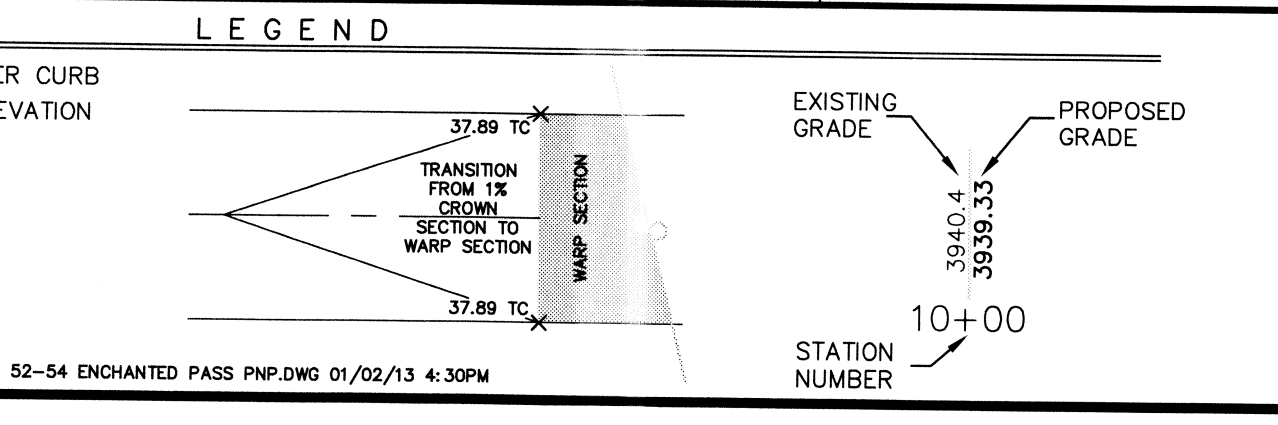 LEGEND
ER CURB
EVATION
37.89 TC
TRANSITION
FROM 1%
CROWN
SECTION TO
WARP SECTION
WARP SECTION
37.89 TC
EXISTING
GRADE
PROPOSED
GRADE
3940.4
3939.33
10+00
STATION
NUMBER
52-54 ENCHANTED PASS PNP.DWG 01/02/13 4:30PM